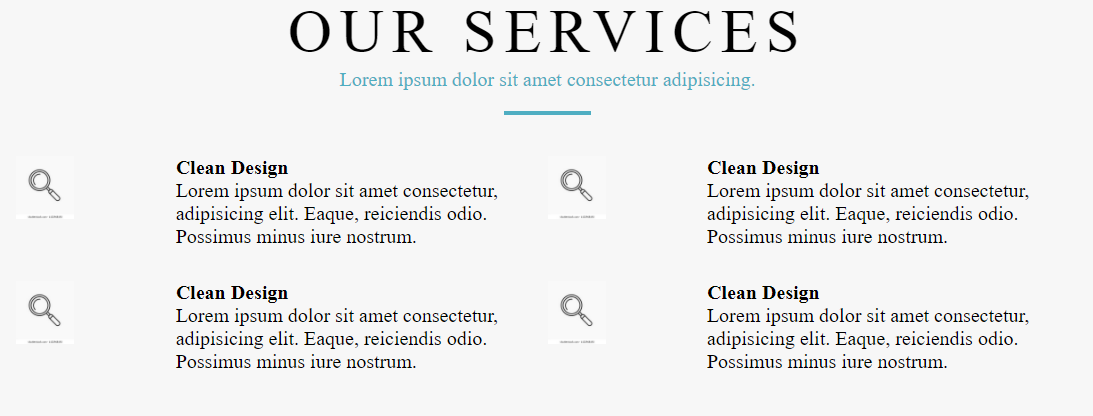 OUR SERVICES
Lorem ipsum dolor sit amet consectetur adipisicing.
Clean Design
Lorem ipsum dolor sit amet consectetur,
adipisicing elit. Eaque, reiciendis odio.
Possimus minus iure nostrum.
Clean Design
Lorem ipsum dolor sit amet consectetur,
adipisicing elit. Eaque, reiciendis odio.
Possimus minus iure nostrum.
Clean Design
Lorem ipsum dolor sit amet consectetur,
adipisicing elit. Eaque, reiciendis odio.
Possimus minus iure nostrum.
Clean Design
Lorem ipsum dolor sit amet consectetur,
adipisicing elit. Eaque, reiciendis odio.
Possimus minus iure nostrum.